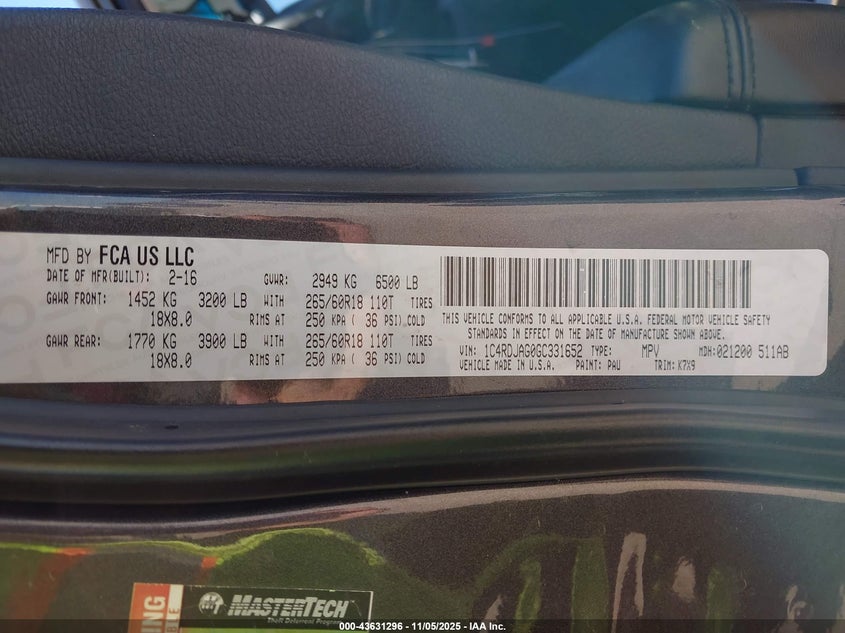 MFD BY FCA US LLC
DATE OF MFR(BUILT): 2-16 GVWR: 2949 KG 6500 LB
GAWR FRONT: 1452 KG 3200 LB WITH 265/60R18 110T TIRES
18X8.0 RIMS AT 250 KPA ( 36 PSI) COLD
GAWR REAR: 1770 KG 3900 LB WITH 265/60R18 110T TIRES
18X8.0 RIMS AT 250 KPA ( 36 PSI) COLD
THIS VEHICLE CONFORMS TO ALL APPLICABLE U.S.A. FEDERAL MOTOR VEHICLE SAFETY
STANDARDS IN EFFECT ON THE DATE OF MANUFACTURE SHOWN ABOVE.
VIN: 1C4RDJAG0GC331652 TYPE: MPV MDH:021200 511AB
VEHICLE MADE IN U.S.A. PAINT: PAU TRIM: K7X9
MASTERTECH
Theft Deterrent Program
000-43631296 - 11/05/2025 - IAA Inc.